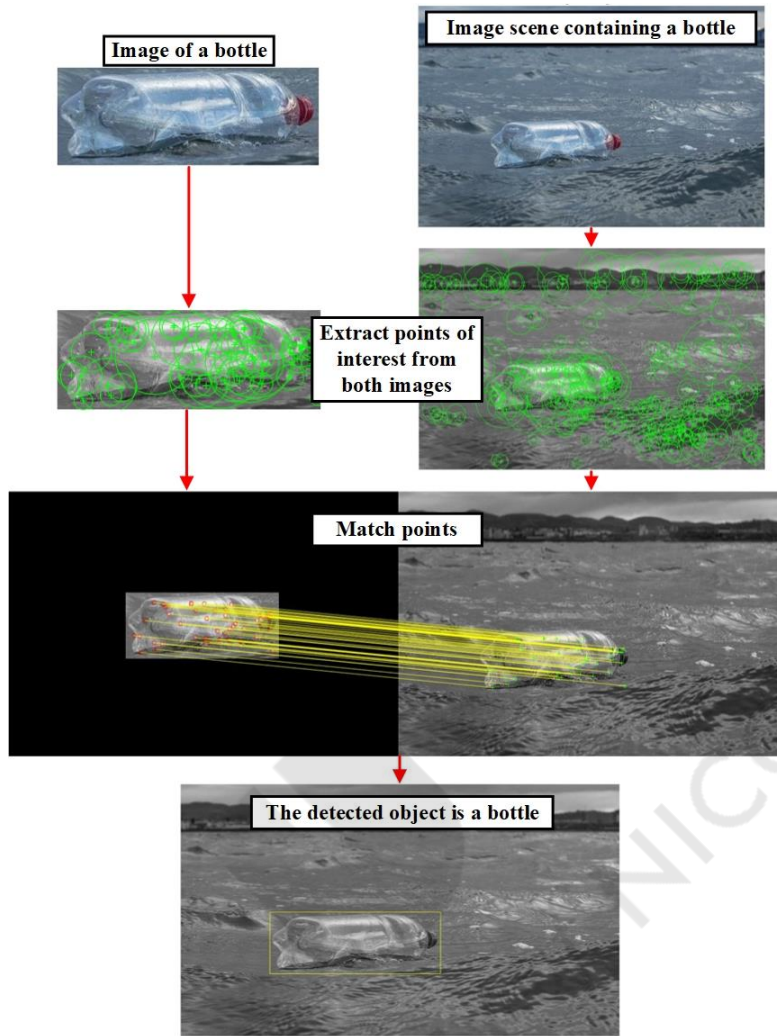 Image of a bottle
Image scene containing a bottle
Extract points of
interest from
both images
Match points
The detected object is a bottle